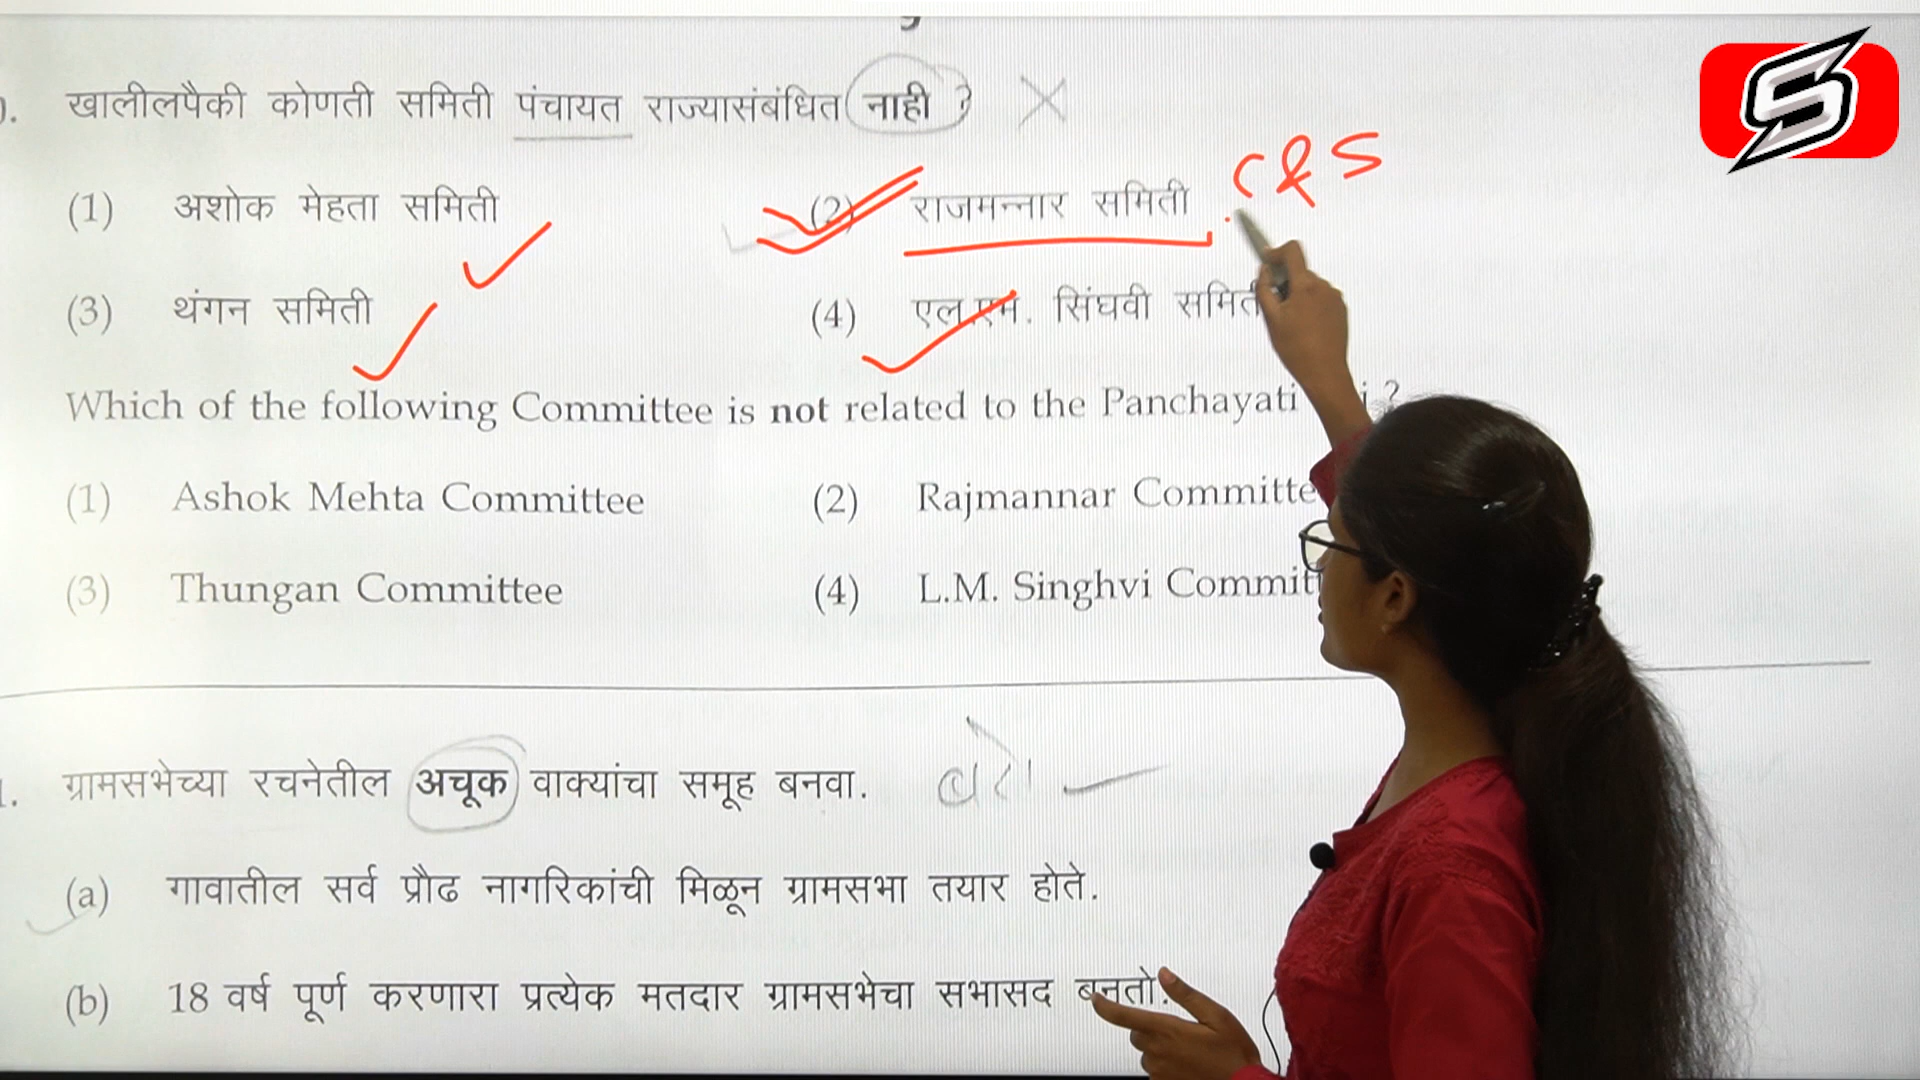 खालीलपैकी कोणती समिती पंचायत राज्यासंबंधित नाही ?
(1) अशोक मेहता समिती (2) राजमन्नार समिती C&S
(3) थंगन समिती (4) एल.एम. सिंघवी समिती
Which of the following Committee is not related to the Panchayati ?
(1) Ashok Mehta Committee (2) Rajmannar Committe
(3) Thungan Committee (4) L.M. Singhvi Commit
ग्रामसभेच्या रचनेतील अचूक वाक्यांचा समूह बनवा.
(a) गावातील सर्व प्रौढ नागरिकांची मिळून ग्रामसभा तयार होते.
(b) 18 वर्ष पूर्ण करणारा प्रत्येक मतदार ग्रामसभेचा सभासद बनतो.